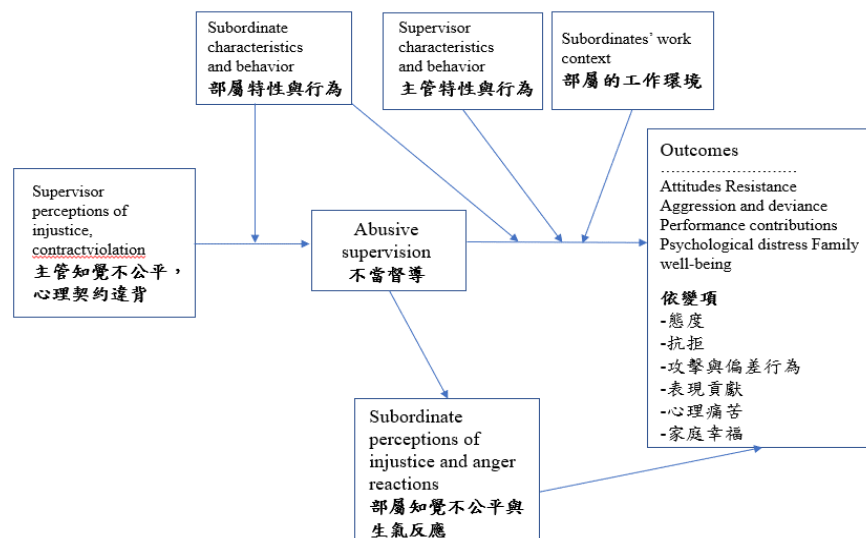 Subordinate
characteristics
and behavior
部屬特性與行為
Supervisor
characteristics
and behavior
主管特性與行為
Subordinates' work
context
部屬的工作環境
Supervisor
perceptions of
injustice,
contractviolation
主管知覺不公平，
心理契約違背
Abusive
supervision
不當督導
Outcomes
...........................
Attitudes Resistance
Aggression and deviance
Performance contributions
Psychological distress Family
well-being
依變項
-態度
-抗拒
-攻擊與偏差行為
-表現貢獻
-心理痛苦
-家庭幸福
Subordinate
perceptions of
injustice and anger
reactions
部屬知覺不公平與
生氣反應